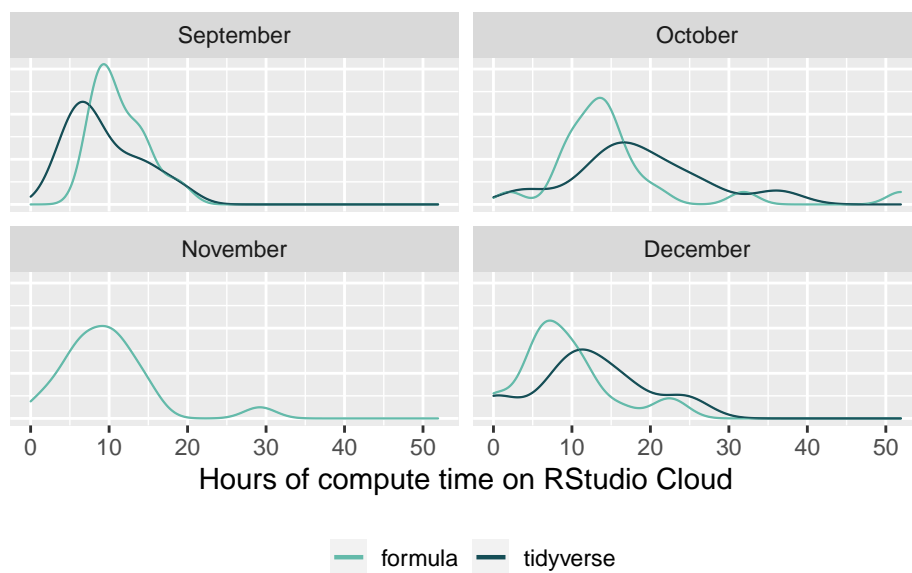 September October
November December
0 10 20 30 40 50 0 10 20 30 40 50
Hours of compute time on RStudio Cloud
formula tidyverse